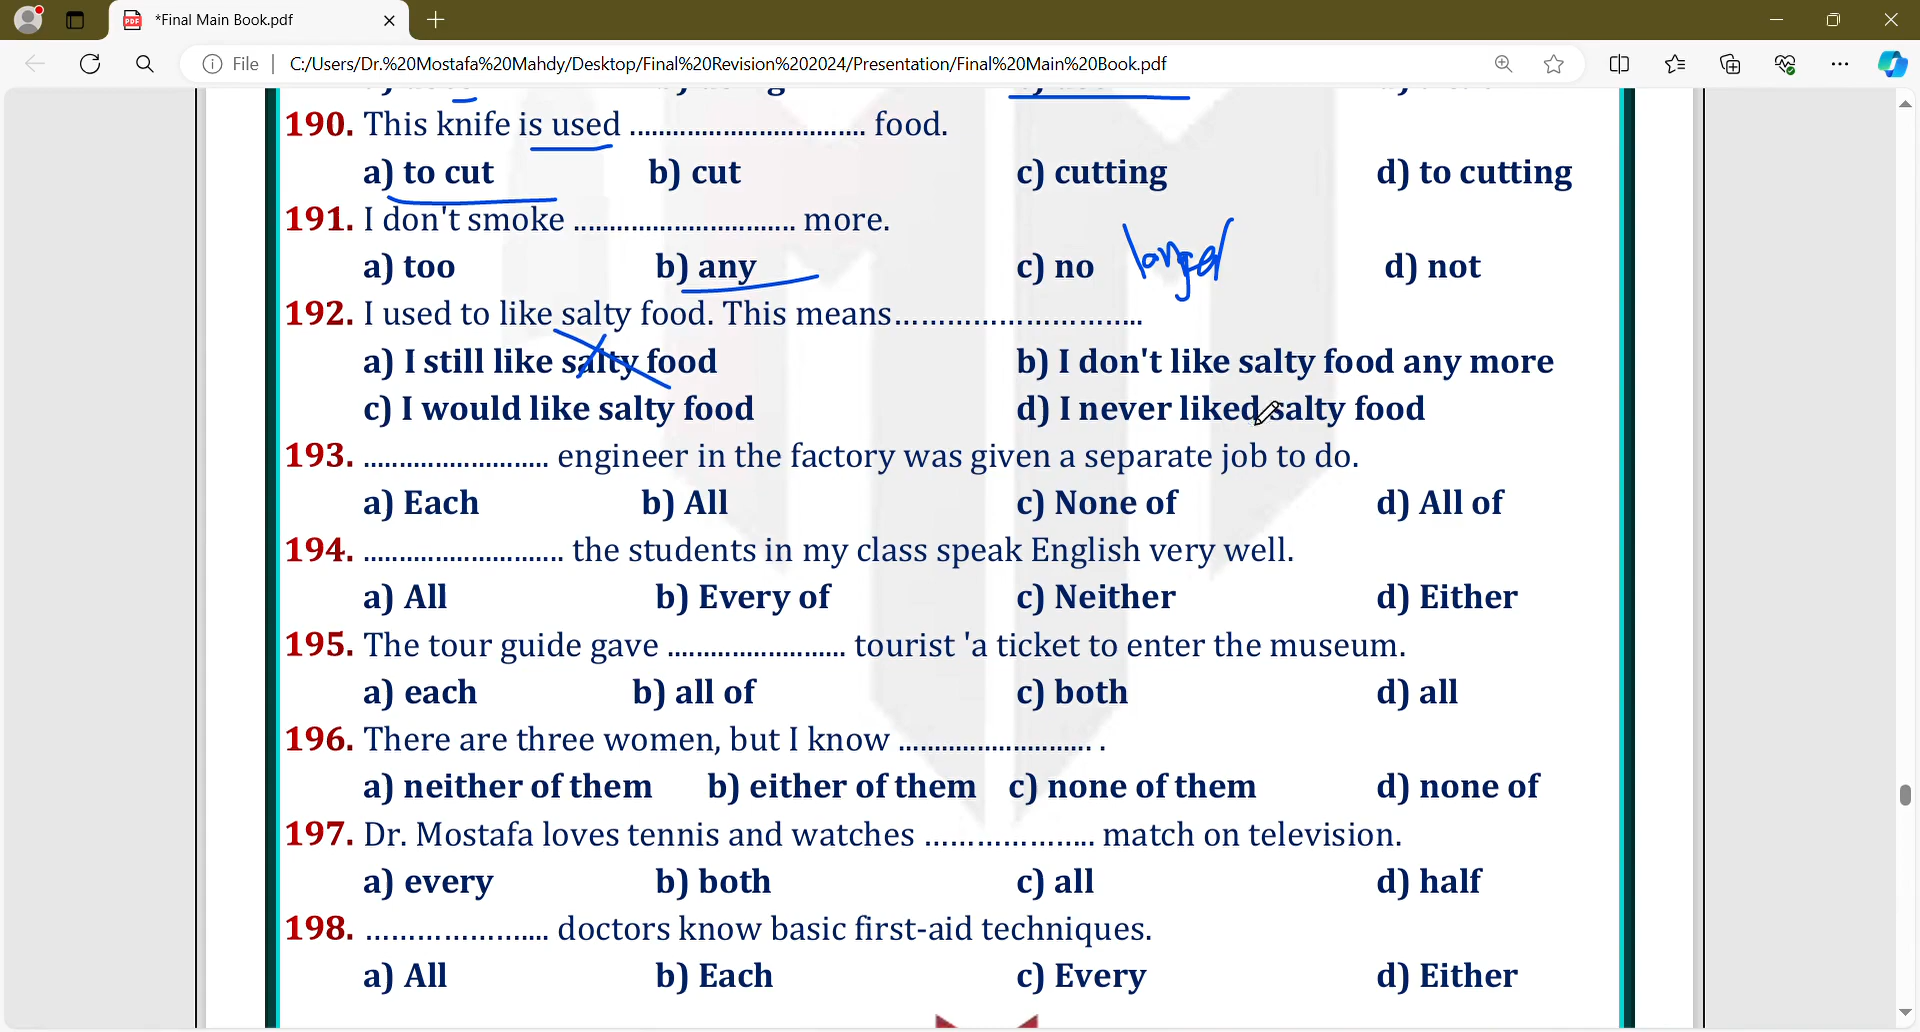 *Final Main Book.pdf
File | C:/Users/Dr.%20Mostafa%20Mahdy/Desktop/Final%20Revision%202024/Presentation/Final%20Main%20Book.pdf
190. This knife is used ................................. food.
a) to cut b) cut c) cutting d) to cutting
191. I don't smoke ............................... more.
a) too b) any c) no longer d) not
192. I used to like salty food. This means...............................
a) I still like salty food b) I don't like salty food any more
c) I would like salty food d) I never liked salty food
193. .......................... engineer in the factory was given a separate job to do.
a) Each b) All c) None of d) All of
194. ............................ the students in my class speak English very well.
a) All b) Every of c) Neither d) Either
195. The tour guide gave ......................... tourist 'a ticket to enter the museum.
a) each b) all of c) both d) all
196. There are three women, but I know ........................... .
a) neither of them b) either of them c) none of them d) none of
197. Dr. Mostafa loves tennis and watches .................... match on television.
a) every b) both c) all d) half
198. ...................... doctors know basic first-aid techniques.
a) All b) Each c) Every d) Either